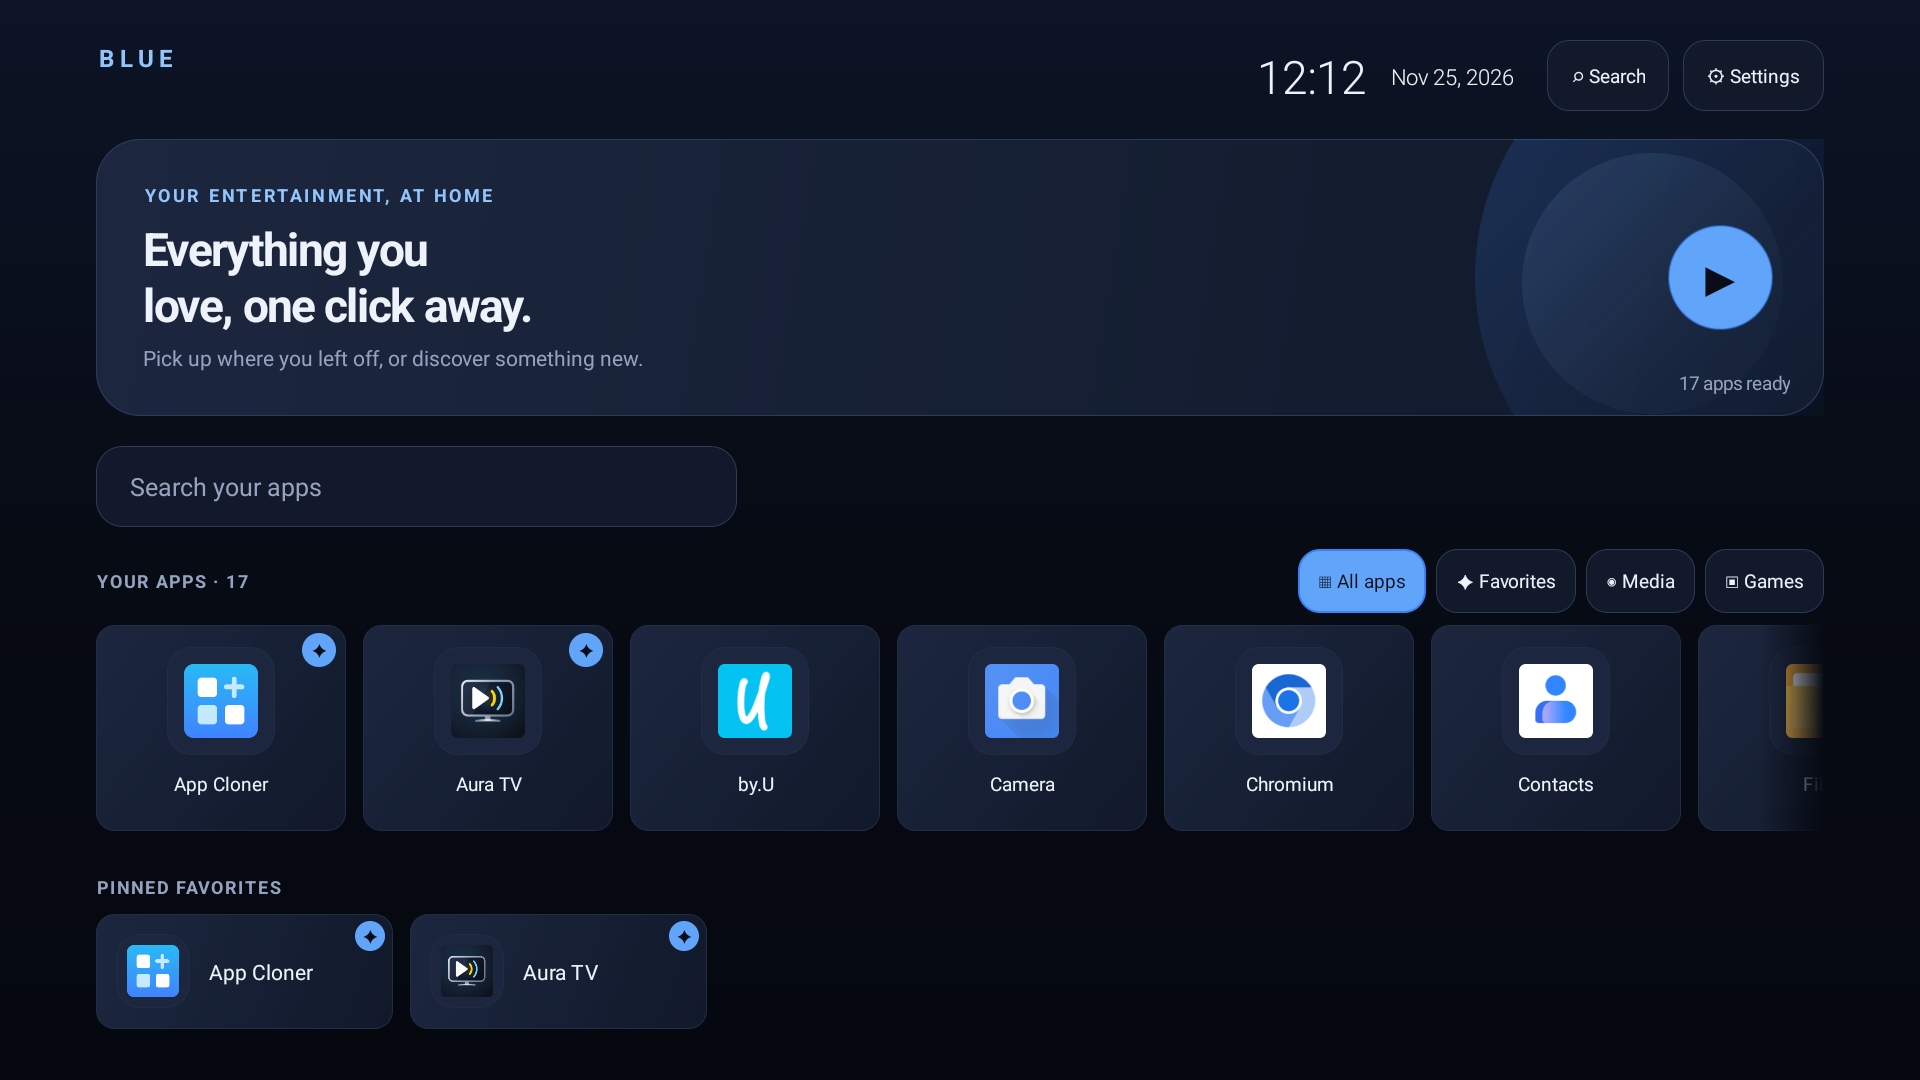 BLUE
12:12
Nov 25, 2026
Search
Settings
YOUR ENTERTAINMENT, AT HOME
Everything you
love, one click away.
Pick up where you left off, or discover something new.
17 apps ready
Search your apps
YOUR APPS · 17
All apps
Favorites
Media
Games
App Cloner
Aura TV
by.U
Camera
Chromium
Contacts
PINNED FAVORITES
App Cloner
Aura TV